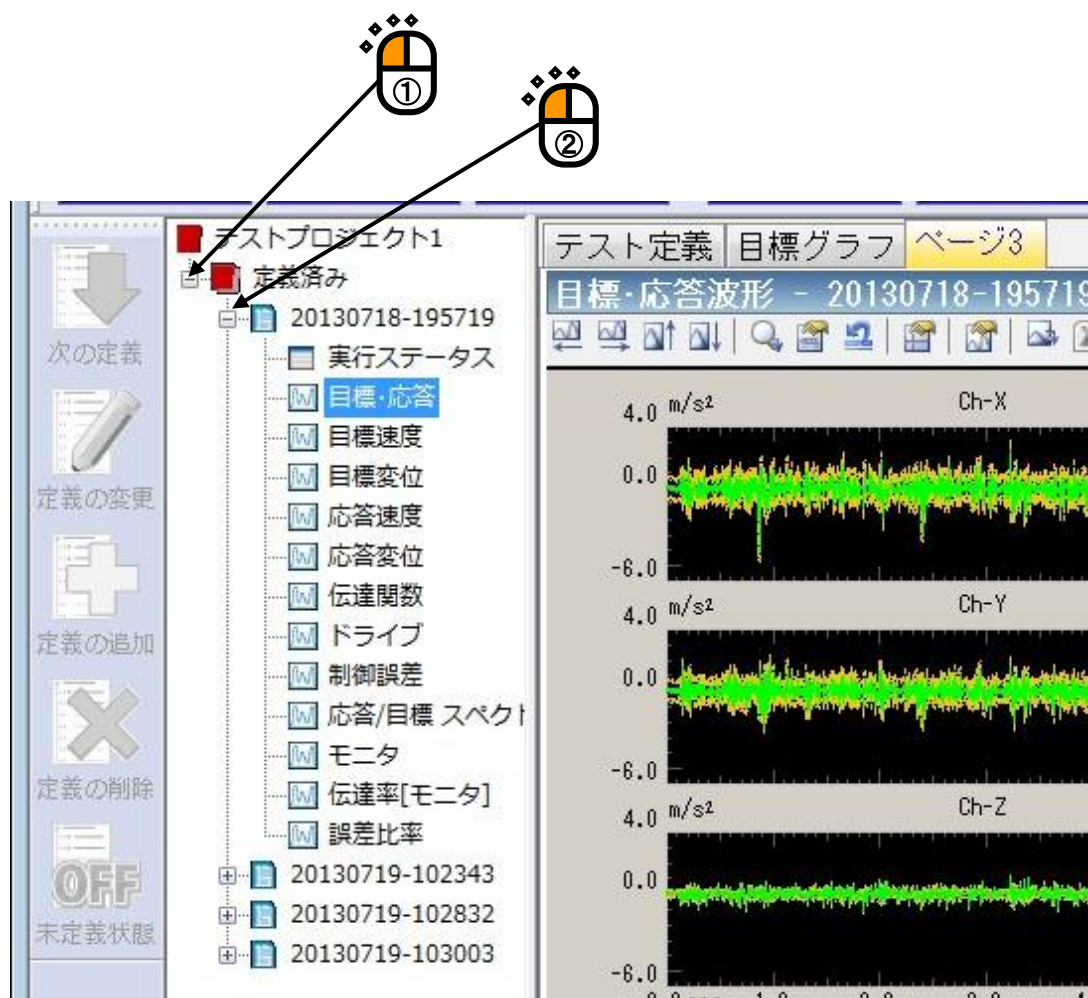 ①
②
次の定義
定義の変更
定義の追加
定義の削除
OFF
未定義状態
テストプロジェクト1
定義済み
20130718-195719
実行ステータス
目標・応答
目標速度
目標変位
応答速度
応答変位
伝達関数
ドライブ
制御誤差
応答/目標 スペクト
モニタ
伝達率[モニタ]
誤差比率
20130719-102343
20130719-102832
20130719-103003
テスト定義 目標グラフ ページ3
目標・応答波形 - 20130718-195719
4.0 m/s² Ch-X
0.0
-6.0
4.0 m/s² Ch-Y
0.0
-6.0
4.0 m/s² Ch-Z
0.0
-6.0